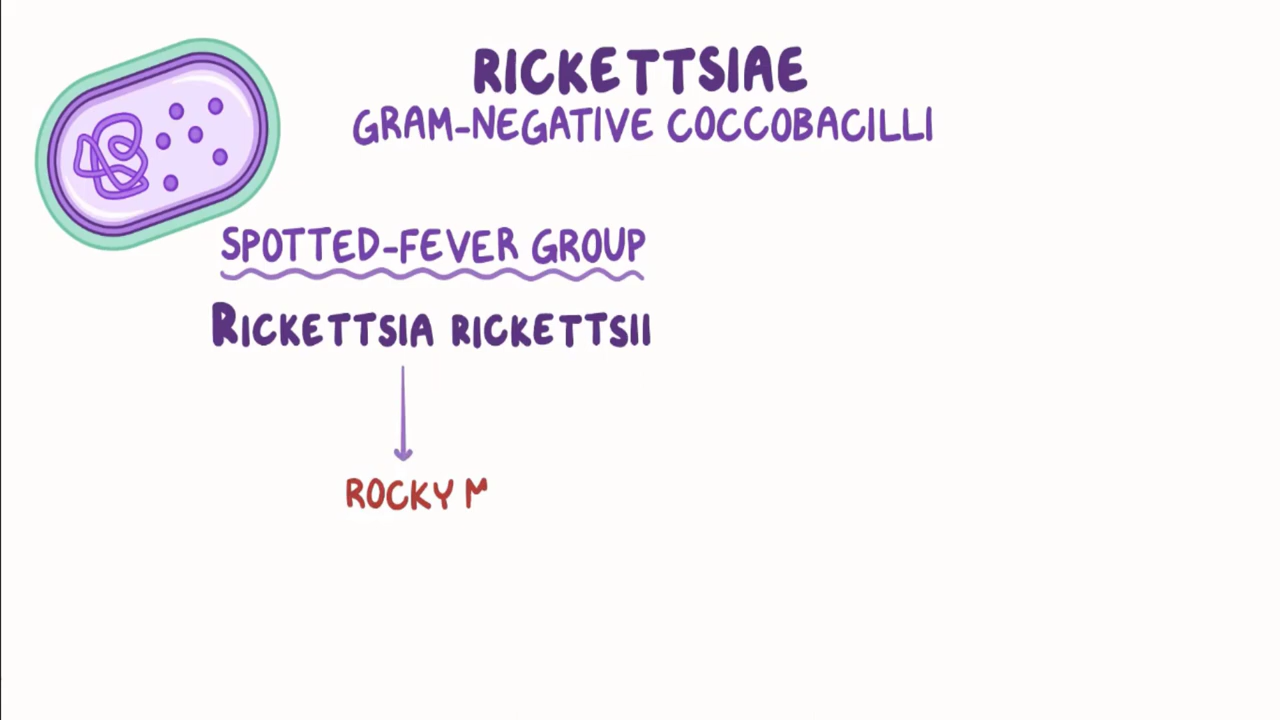 RICKETTSIAE
GRAM-NEGATIVE COCCOBACILLI
SPOTTED-FEVER GROUP
RICKETTSIA RICKETTSII
ROCKY M